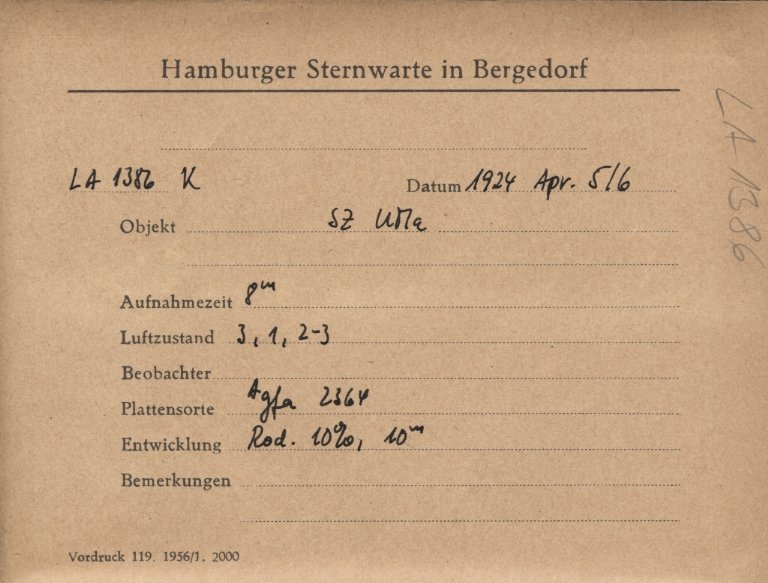 Hamburger Sternwarte in Bergedorf
LA 1386 K Datum 1924 Apr. 5/6
Objekt SZ UMa
Aufnahmezeit 8m
Luftzustand 3, 1, 2-3
Beobachter
Plattensorte Agfa 2364
Entwicklung Rod. 10%, 10m
Bemerkungen
Vordruck 119. 1956/1. 2000
LA 1386